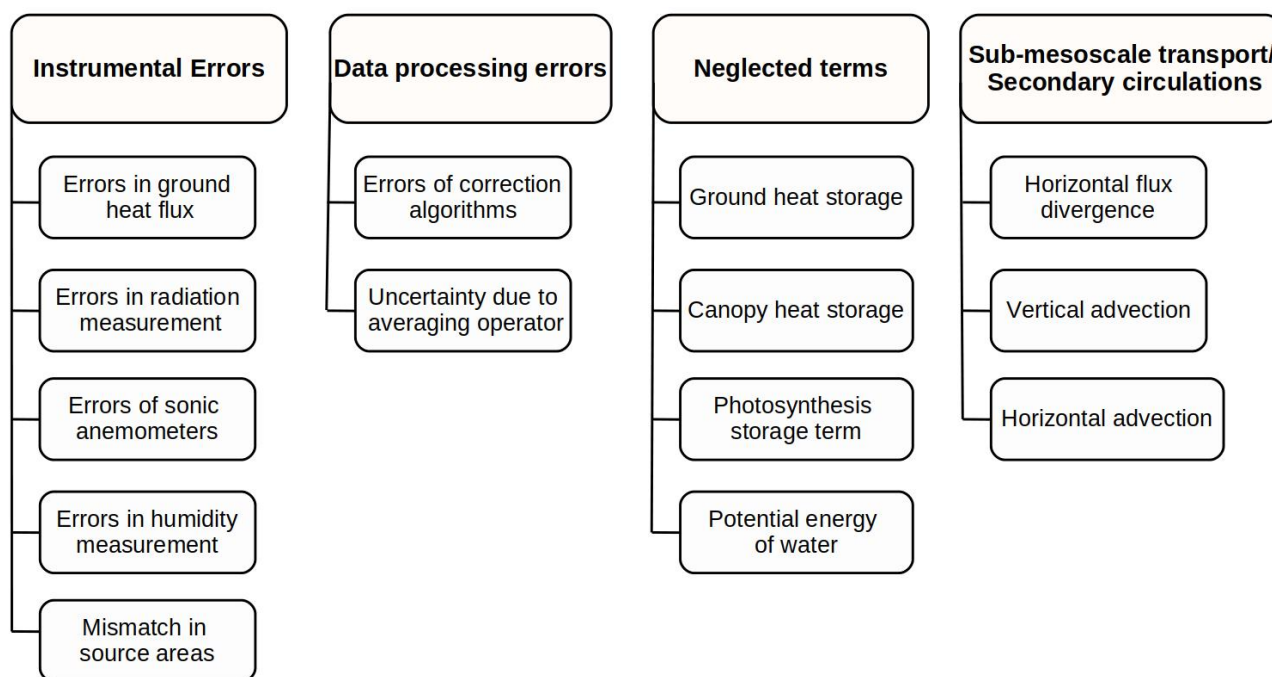 Instrumental Errors
Errors in ground
heat flux
Errors in radiation
measurement
Errors of sonic
anemometers
Errors in humidity
measurement
Mismatch in
source areas
Data processing errors
Errors of correction
algorithms
Uncertainty due to
averaging operator
Neglected terms
Ground heat storage
Canopy heat storage
Photosynthesis
storage term
Potential energy
of water
Sub-mesoscale transport/
Secondary circulations
Horizontal flux
divergence
Vertical advection
Horizontal advection